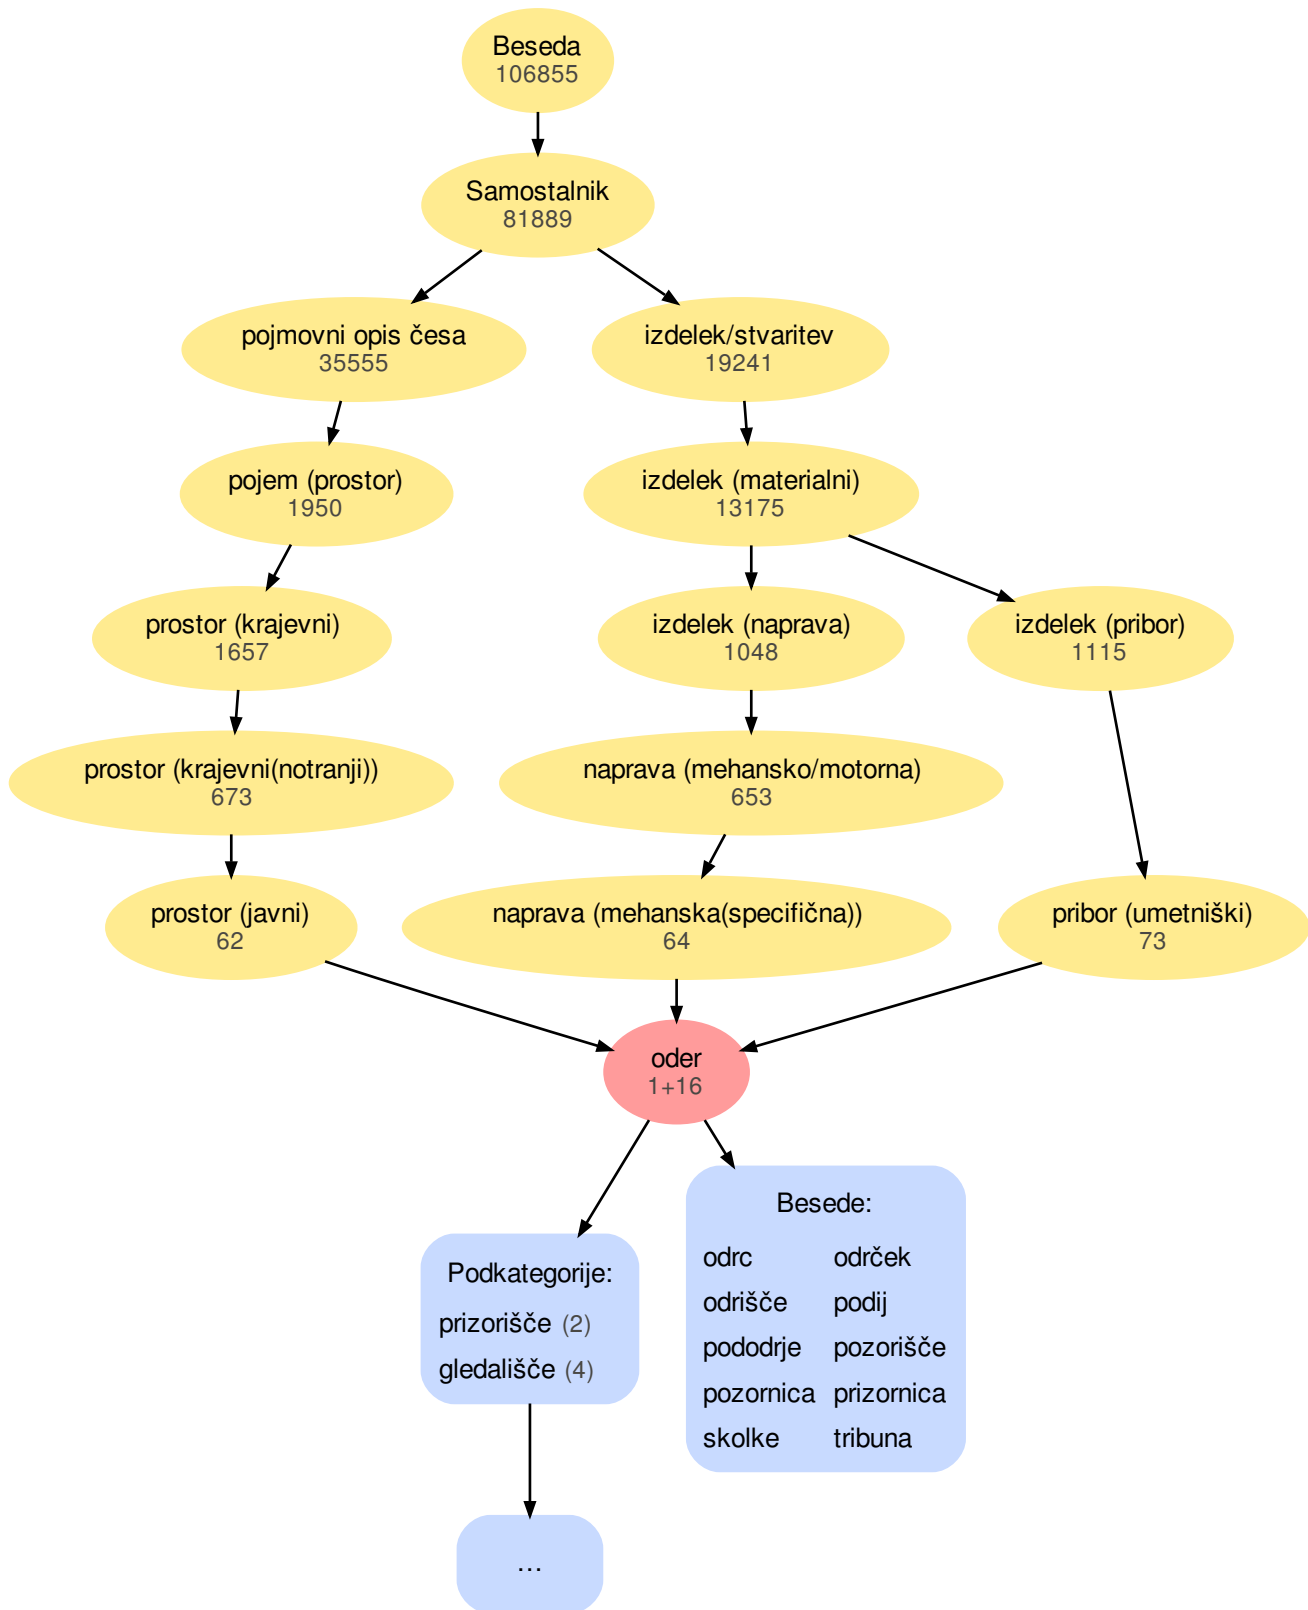 Beseda
106855
Samostalnik
81889
pojmovni opis česa
35555
izdelek/stvaritev
19241
pojem (prostor)
1950
izdelek (materialni)
13175
prostor (krajevni)
1657
izdelek (naprava)
1048
izdelek (pribor)
1115
prostor (krajevni(notranji))
673
naprava (mehansko/motorna)
653
prostor (javni)
62
naprava (mehanska(specifična))
64
pribor (umetniški)
73
oder
1+16
Podkategorije:
prizorišče (2)
gledališče (4)
Besede:
odrc odrček
odrišče podij
pododrje pozorišče
pozornica prizornica
skolke tribuna
...